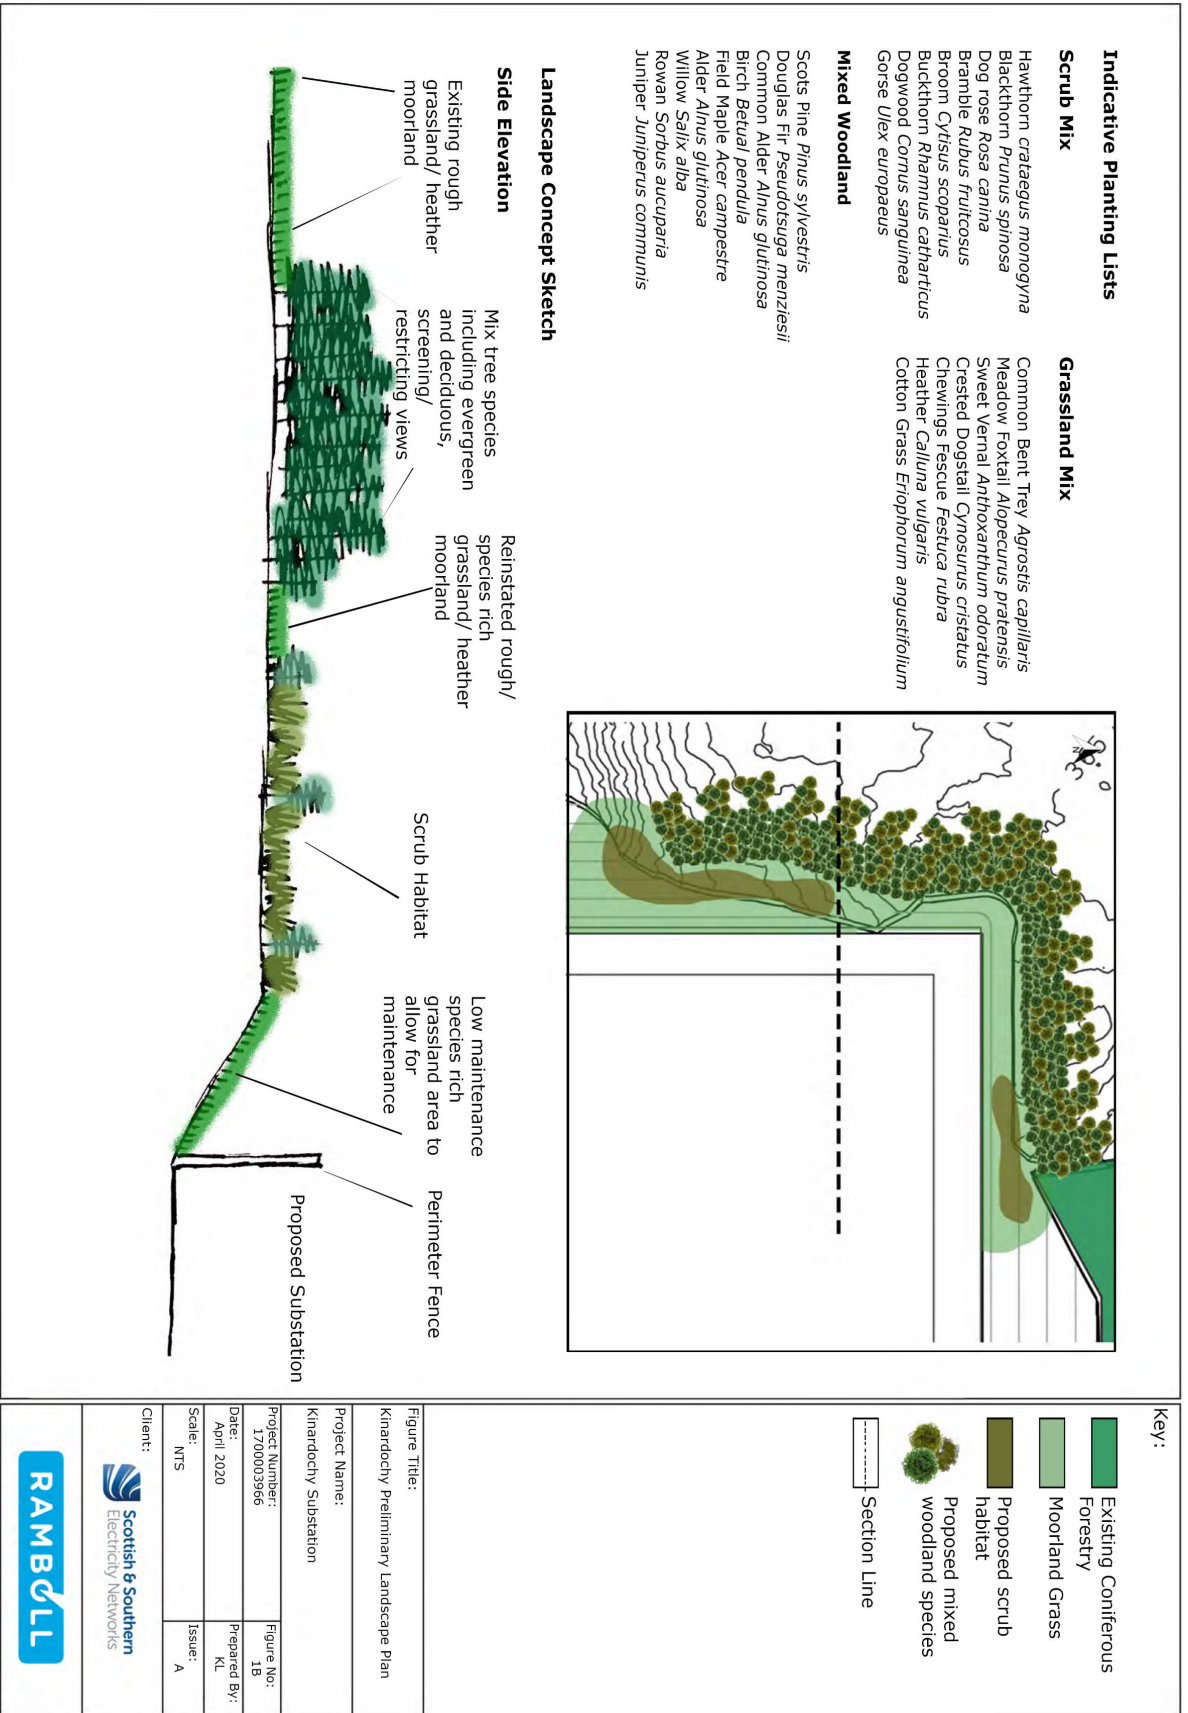 Indicative Planting Lists
Scrub Mix
Hawthorn crataegus monogyna
Blackthorn Prunus spinosa
Dog rose Rosa canina
Bramble Rubus fruitcosus
Broom Cytisus scoparius
Buckthorn Rhamnus catharticus
Dogwood Cornus sanguinea
Gorse Ulex europaeus
Mixed Woodland
Scots Pine Pinus sylvestris
Douglas Fir Pseudotsuga menziesii
Common Alder Alnus glutinosa
Birch Betual pendula
Field Maple Acer campestre
Alder Alnus glutinosa
Willow Salix alba
Rowan Sorbus aucuparia
Juniper Juniperus communis
Grassland Mix
Common Bent Trey Agrostis capillaris
Meadow Foxtail Alopecurus pratensis
Sweet Vernal Anthoxanthum odoratum
Crested Dogstail Cynosurus cristatus
Chewings Fescue Festuca rubra
Heather Calluna vulgaris
Cotton Grass Eriophorum angustifolium
N
Landscape Concept Sketch
Side Elevation
Existing rough
grassland/ heather
moorland
Mix tree species
including evergreen
and deciduous,
screening/
restricting views
Reinstated rough/
species rich
grassland/ heather
moorland
Scrub Habitat
Low maintenance
species rich
grassland area to
allow for
maintenance
Perimeter Fence
Proposed Substation
Key:
Existing Coniferous
Forestry
Moorland Grass
Proposed scrub
habitat
Proposed mixed
woodland species
Section Line
Figure Title:
Kinardochy Preliminary Landscape Plan
Project Name:
Kinardochy Substation
Project Number:
1700003966
Figure No:
1B
Date:
April 2020
Prepared By:
KL
Scale:
NTS
Issue:
A
Client:
Scottish & Southern
Electricity Networks
RAMBOLL